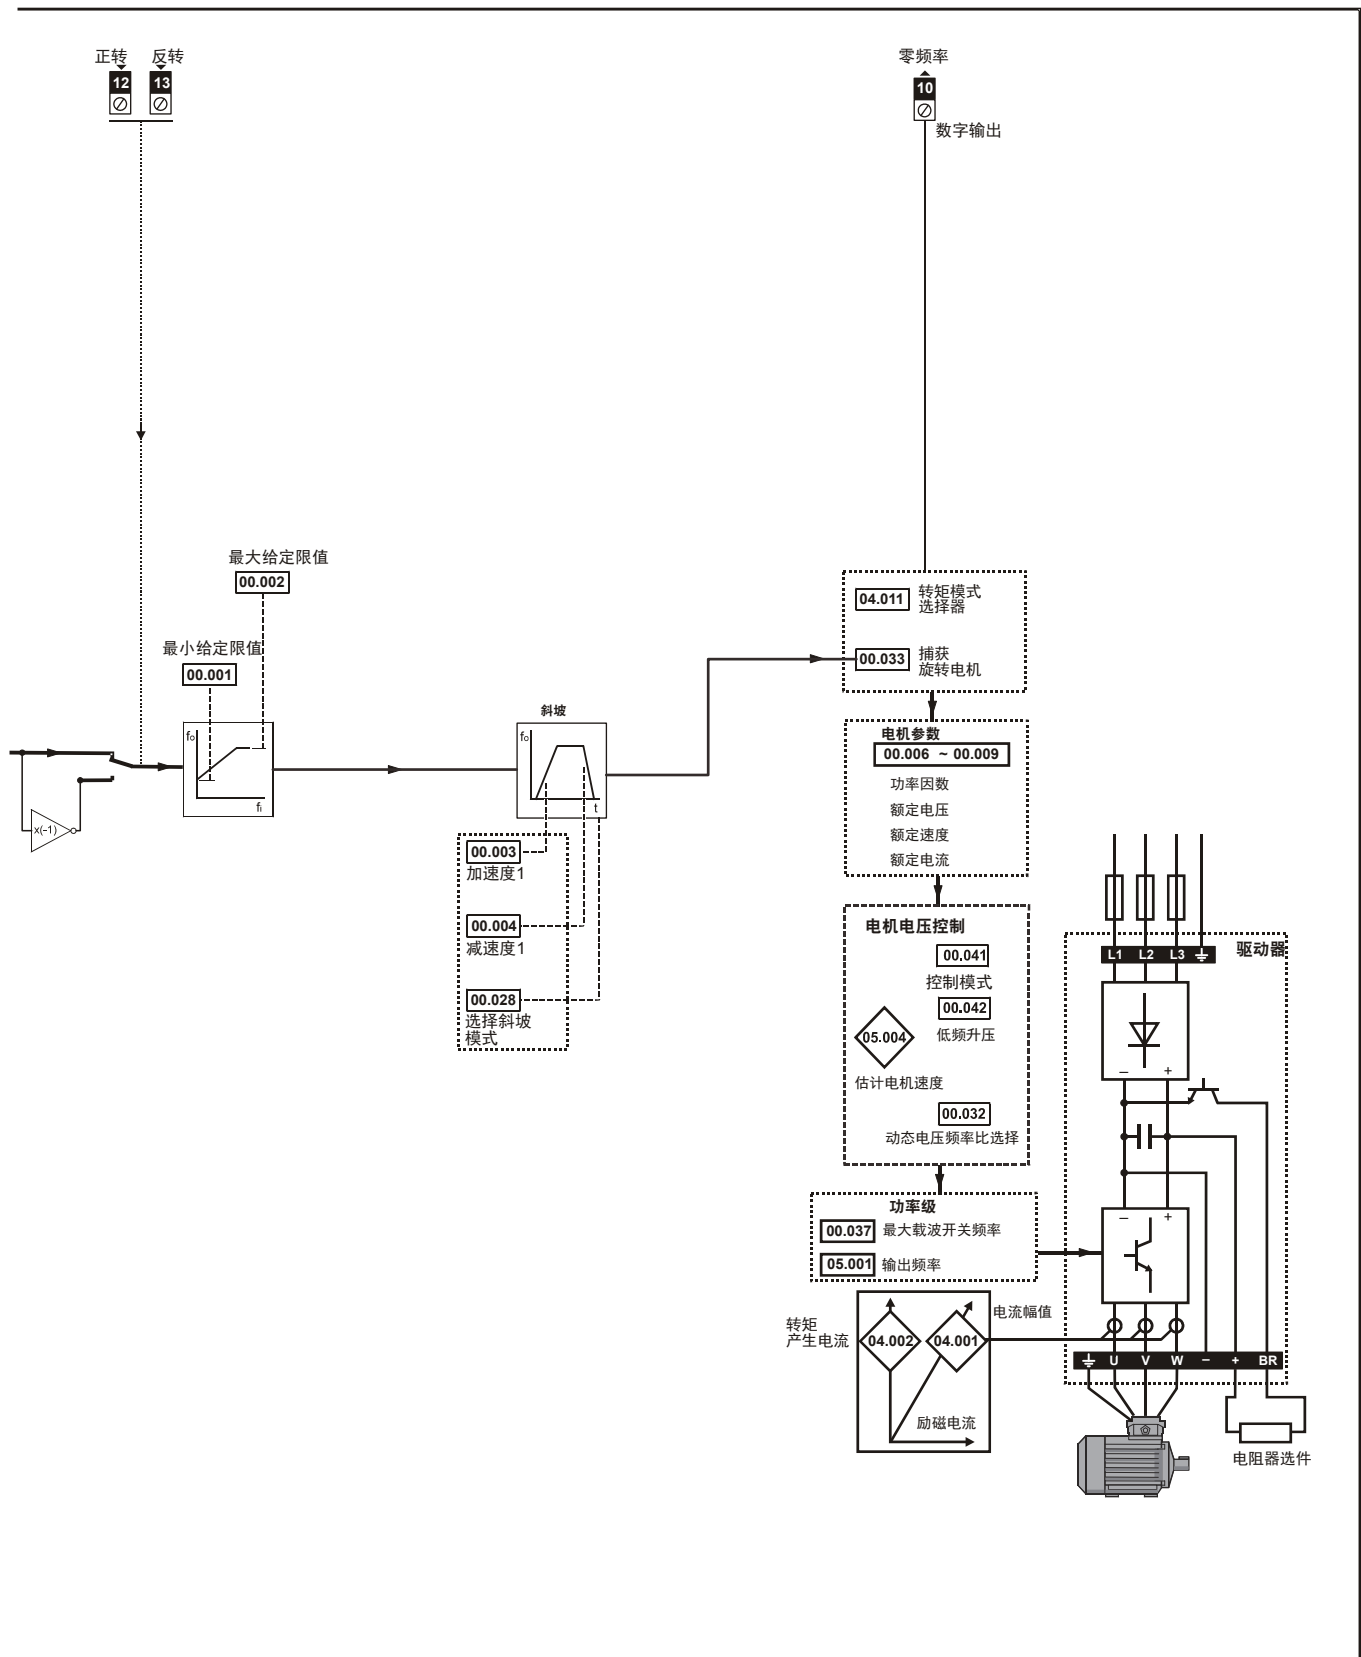 正转
反转
12
13
零频率
10
数字输出
最大给定限值
00.002
最小给定限值
00.001
fo
fi
x(-1)
斜坡
fo
t
00.003
加速度1
00.004
减速度1
00.028
选择斜坡
模式
04.011
转矩模式
选择器
00.033
捕获
旋转电机
电机参数
00.006 ~ 00.009
功率因数
额定电压
额定速度
额定电流
电机电压控制
00.041
控制模式
00.042
低频升压
05.004
估计电机速度
00.032
动态电压频率比选择
功率级
00.037
最大载波开关频率
05.001
输出频率
转矩
产生电流
04.002
04.001
电流幅值
励磁电流
驱动器
L1 L2 L3
− +
− +
U V W − + BR
电阻器选件